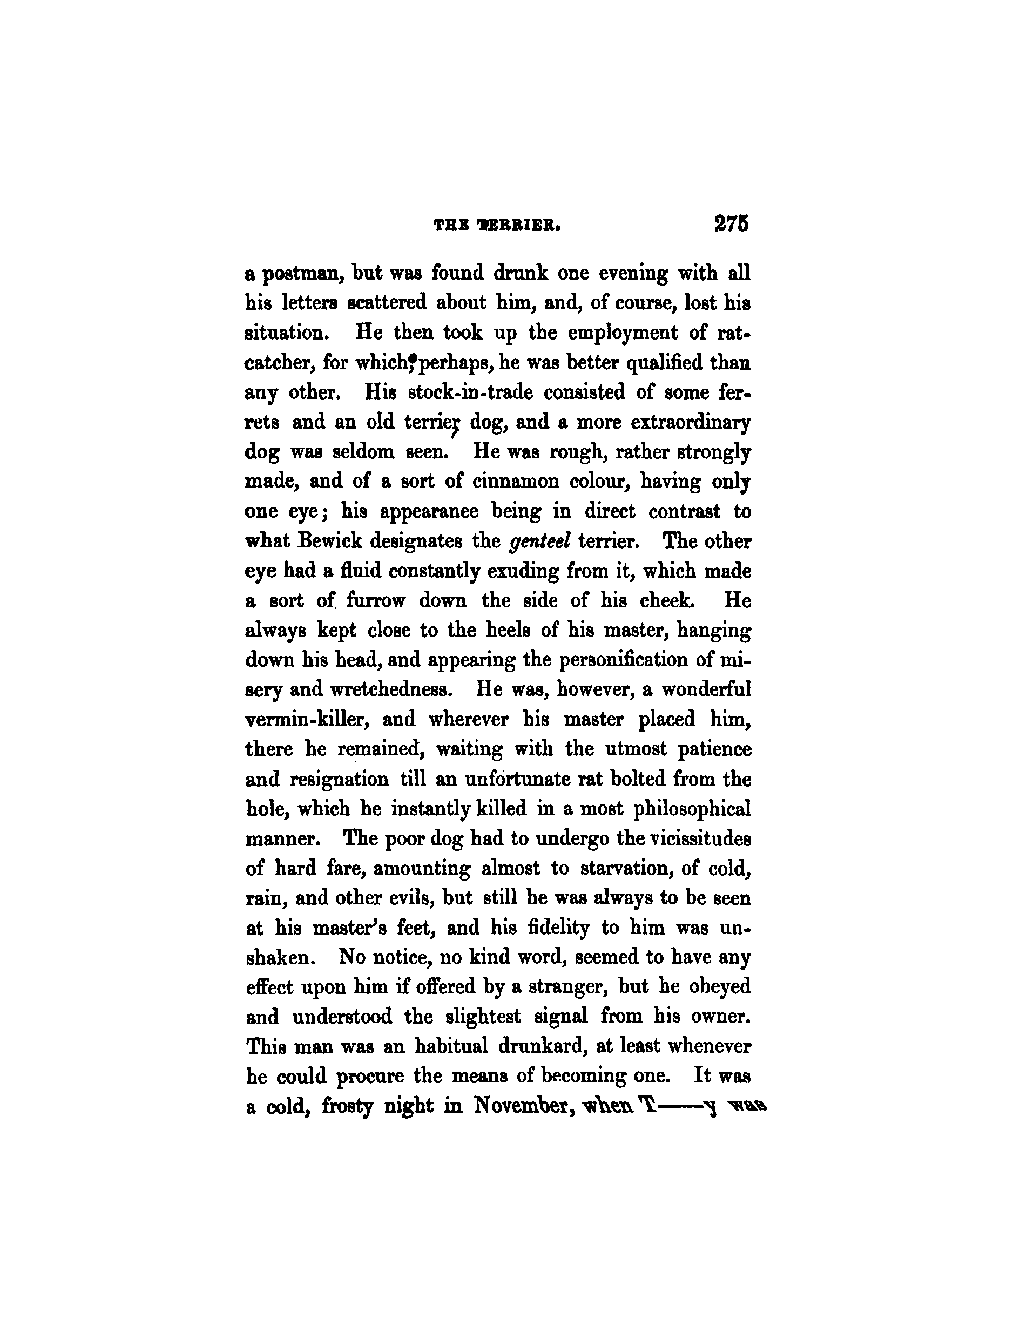 THE TERRIER. 275
a postman, but was found drunk one evening with all
his letters scattered about him, and, of course, lost his
situation. He then took up the employment of rat-
catcher, for which, perhaps, he was better qualified than
any other. His stock-in-trade consisted of some fer-
rets and an old terrier dog, and a more extraordinary
dog was seldom seen. He was rough, rather strongly
made, and of a sort of cinnamon colour, having only
one eye; his appearance being in direct contrast to
what Bewick designates the genteel terrier. The other
eye had a fluid constantly exuding from it, which made
a sort of furrow down the side of his cheek. He
always kept close to the heels of his master, hanging
down his head, and appearing the personification of mi-
sery and wretchedness. He was, however, a wonderful
vermin-killer, and wherever his master placed him,
there he remained, waiting with the utmost patience
and resignation till an unfortunate rat bolted from the
hole, which he instantly killed in a most philosophical
manner. The poor dog had to undergo the vicissitudes
of hard fare, amounting almost to starvation, of cold,
rain, and other evils, but still he was always to be seen
at his master's feet, and his fidelity to him was un-
shaken. No notice, no kind word, seemed to have any
effect upon him if offered by a stranger, but he obeyed
and understood the slightest signal from his owner.
This man was an habitual drunkard, at least whenever
he could procure the means of becoming one. It was
a cold, frosty night in November, when T——y was